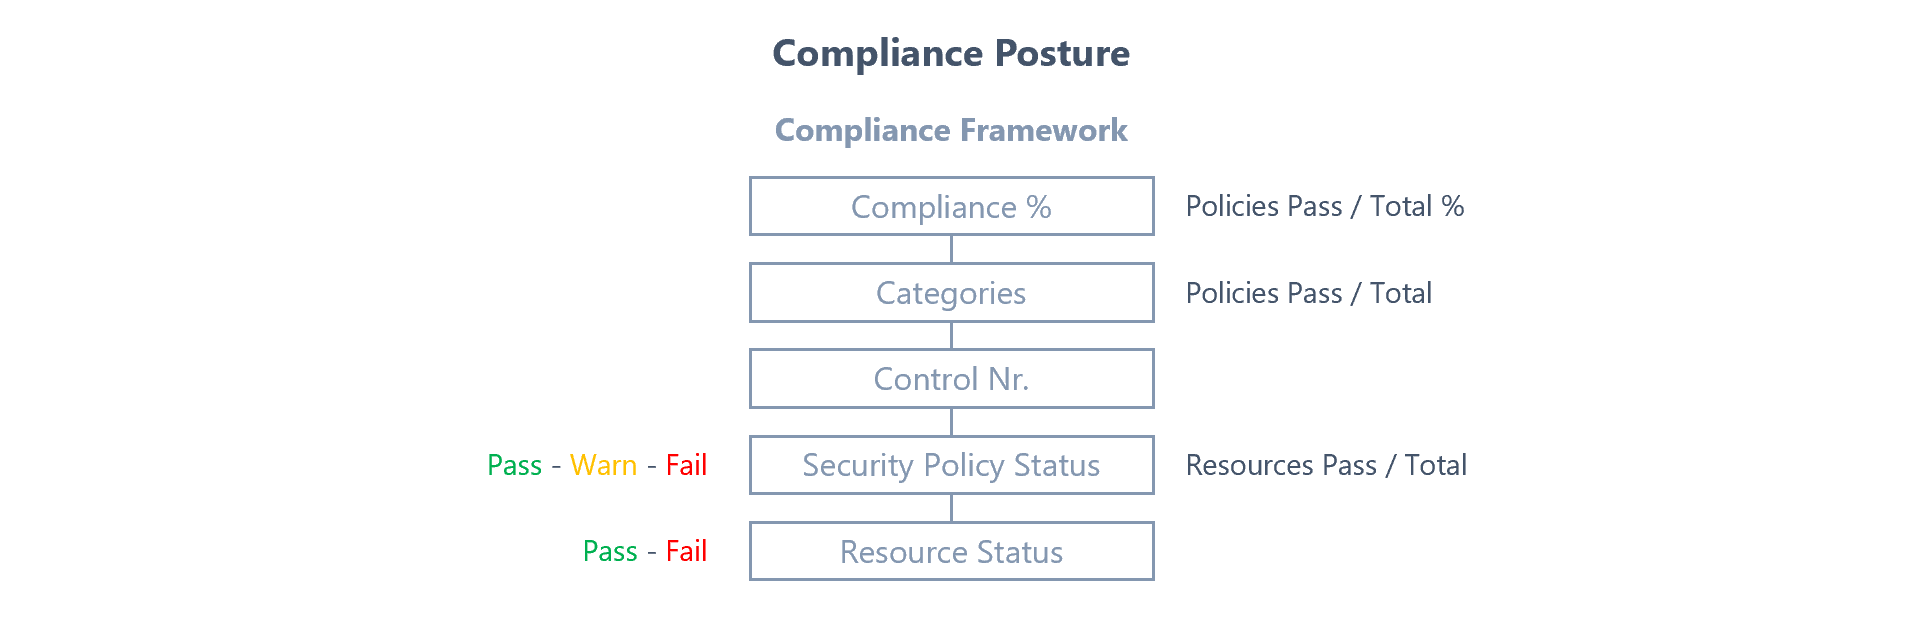 Compliance Posture
Compliance Framework
Compliance %
Policies Pass / Total %
Categories
Policies Pass / Total
Control Nr.
Pass - Warn - Fail
Security Policy Status
Resources Pass / Total
Pass - Fail
Resource Status